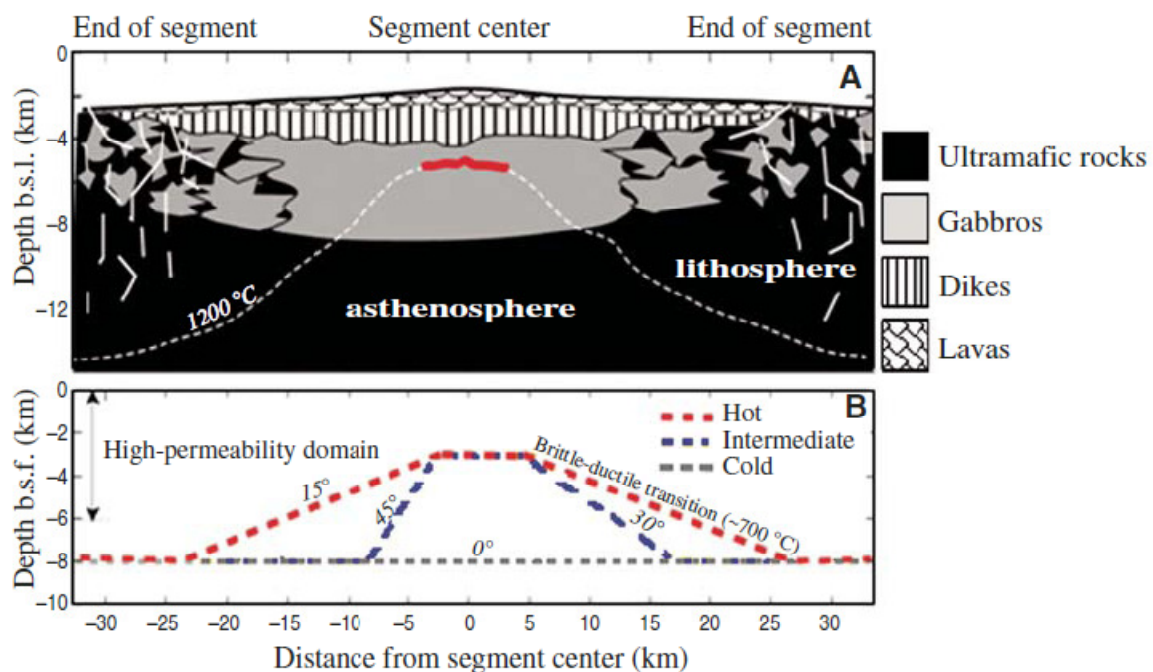 End of segment Segment center End of segment
A
Depth b.s.l. (km)
0
−4
−8
−12
1200 °C
asthenosphere
lithosphere
Ultramafic rocks
Gabbros
Dikes
Lavas
B
Depth b.s.f. (km)
0
−2
−4
−6
−8
−10
High-permeability domain
15°
45°
0°
30°
Brittle-ductile transition (~700 °C)
Hot
Intermediate
Cold
−30 −25 −20 −15 −10 −5 0 5 10 15 20 25 30
Distance from segment center (km)